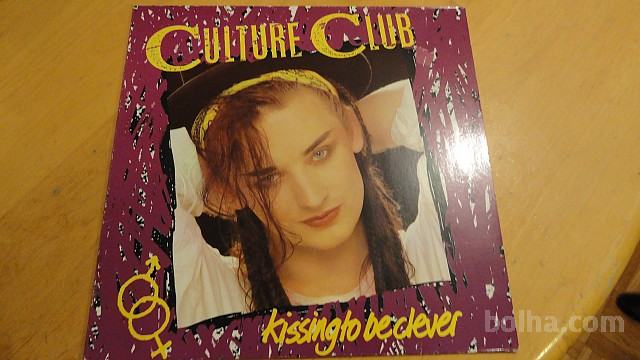 CULTURE CLUB
kissing to be clever
bolha.com